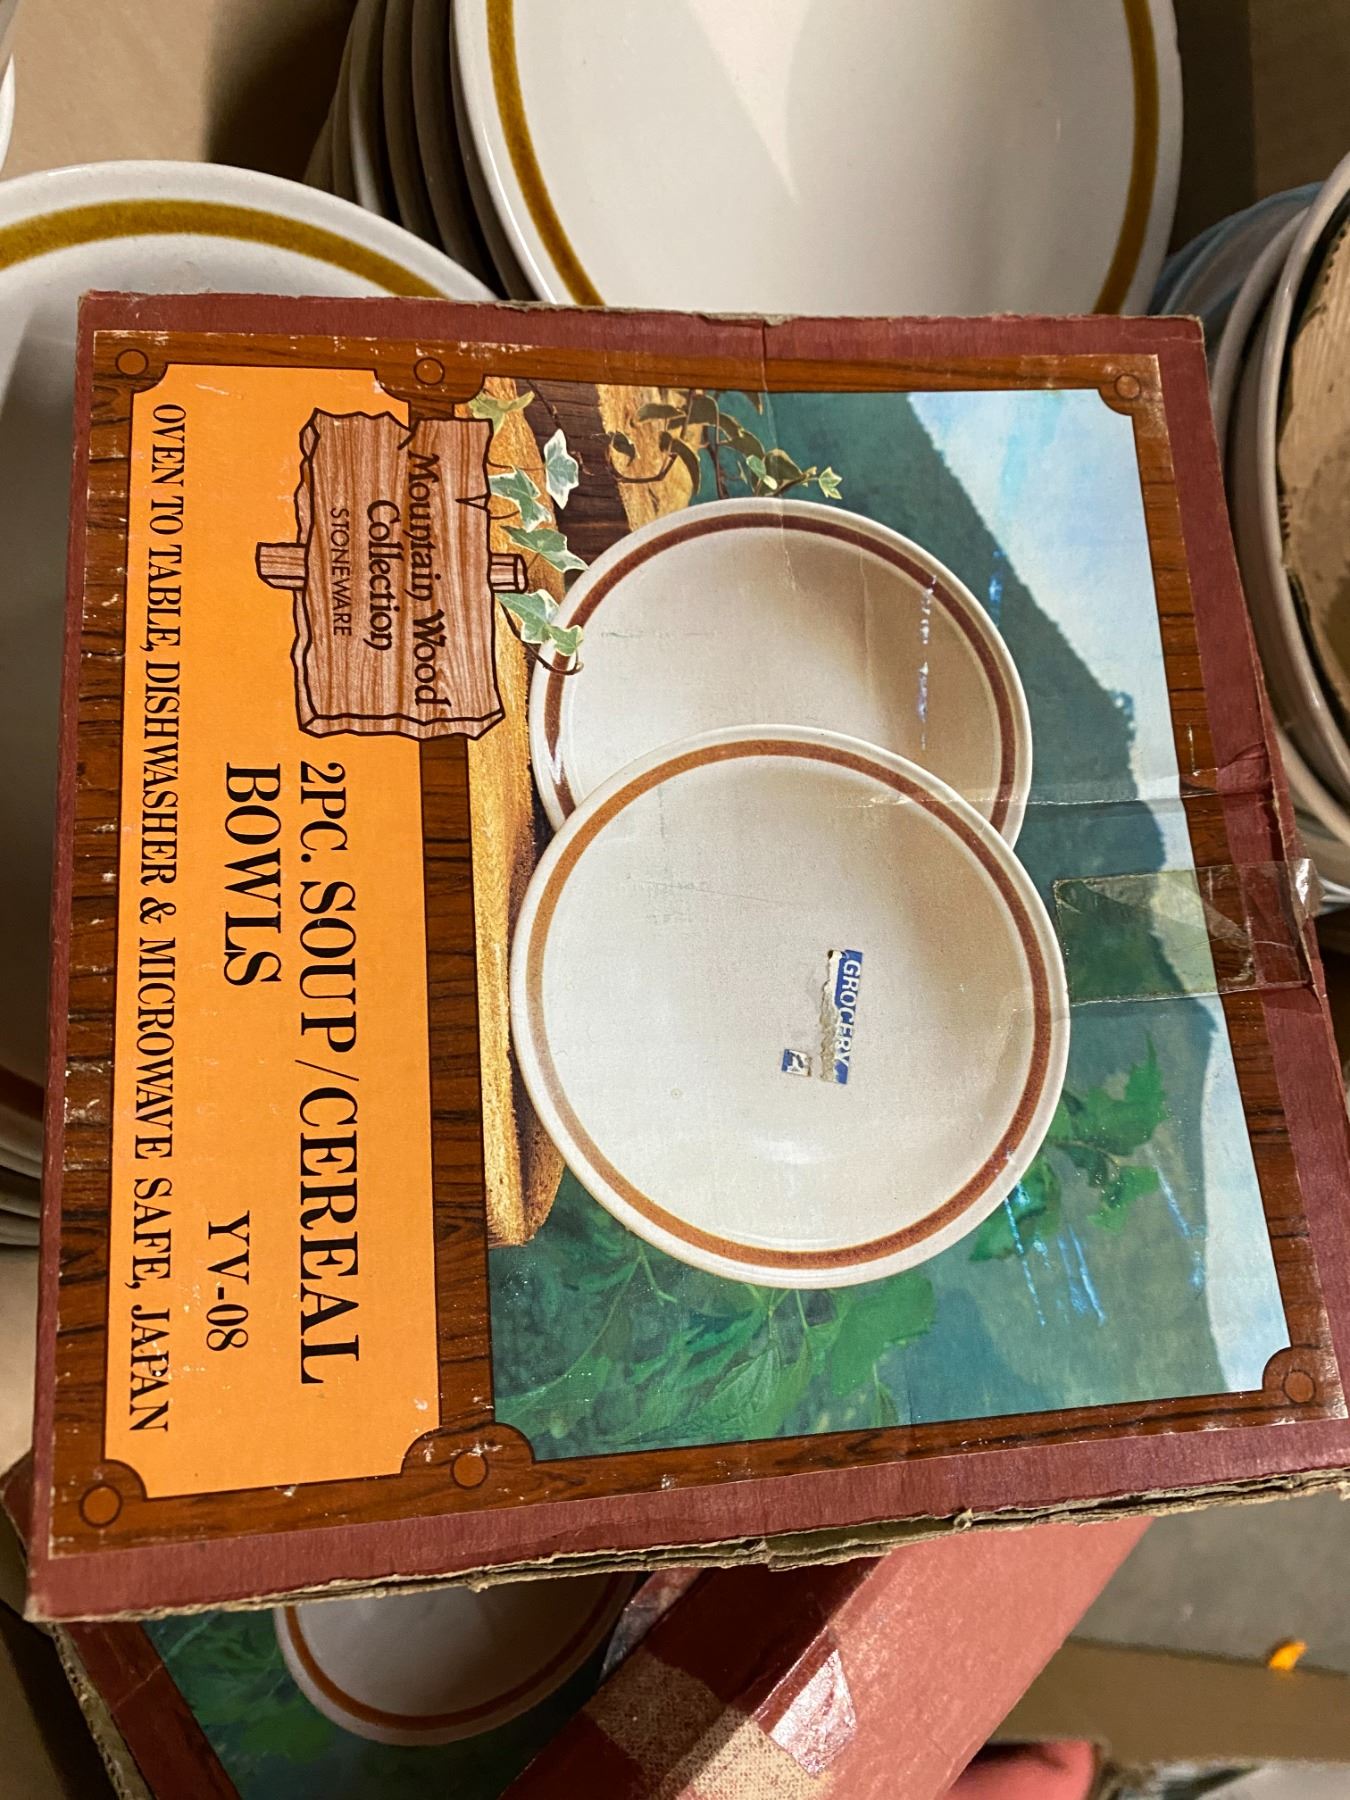 Mountain Wood
Collection
STONEWARE
2PC. SOUP/CEREAL
BOWLS
YV-08
OVEN TO TABLE, DISHWASHER & MICROWAVE SAFE, JAPAN
GROCERY